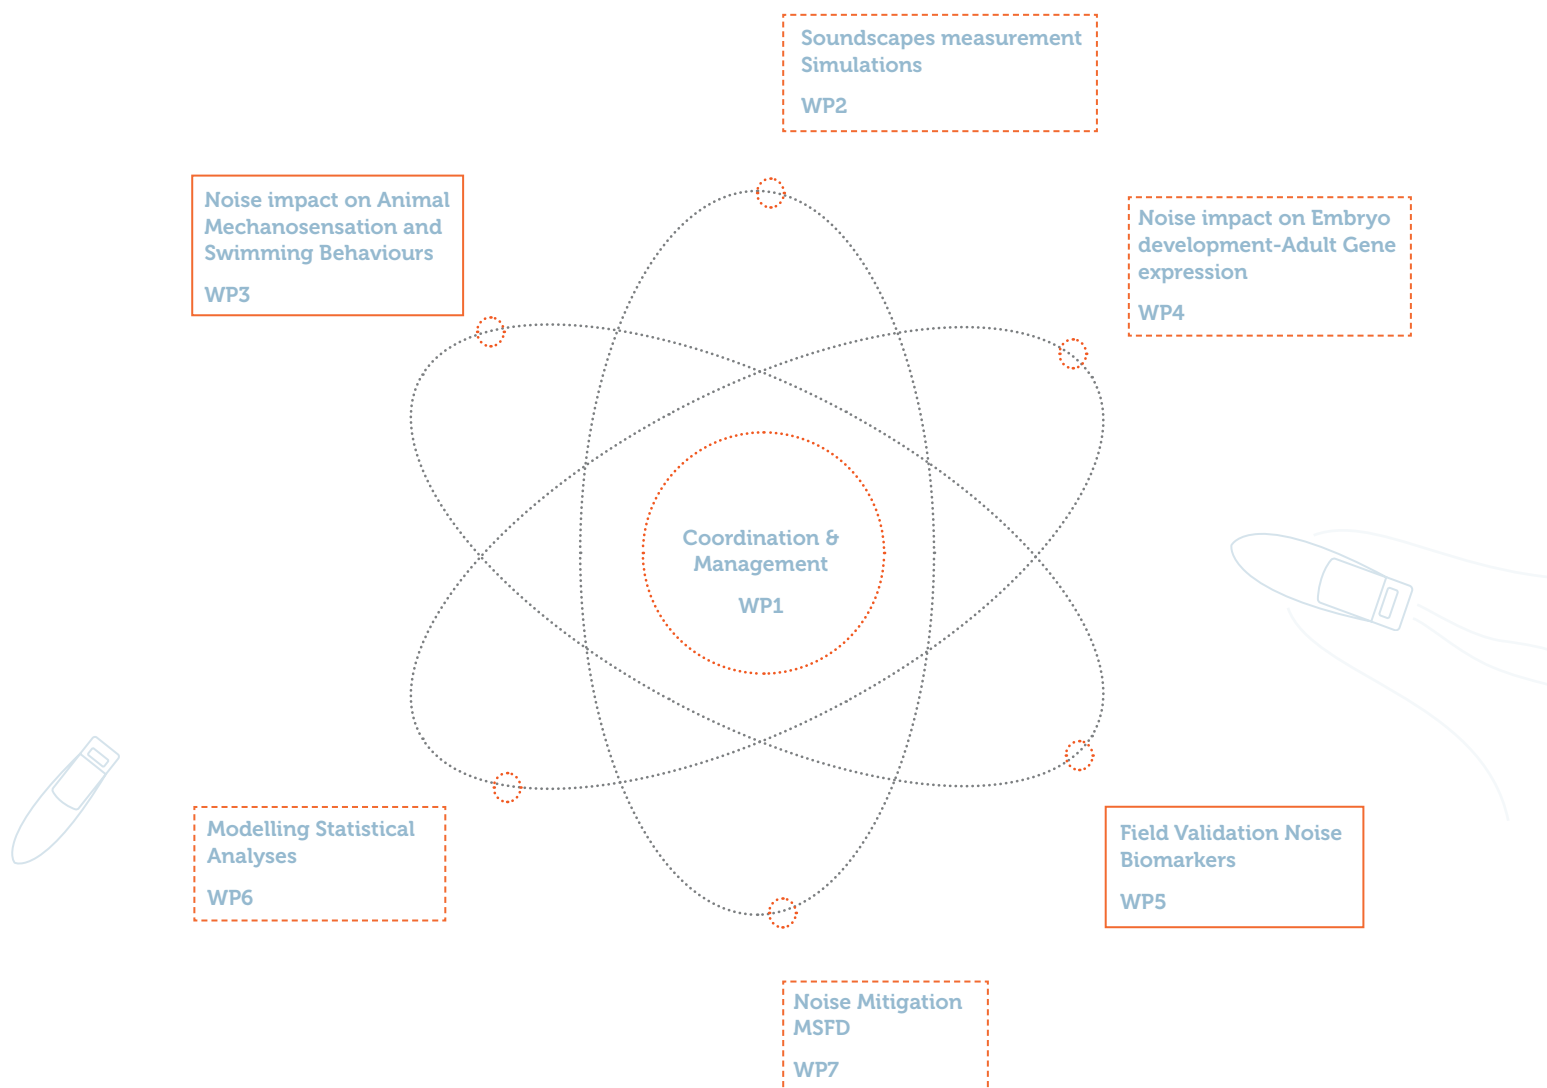 Soundscapes measurement
Simulations
WP2
Noise impact on Animal
Mechanosensation and
Swimming Behaviours
WP3
Noise impact on Embryo
development-Adult Gene
expression
WP4
Coordination &
Management
WP1
Modelling Statistical
Analyses
WP6
Field Validation Noise
Biomarkers
WP5
Noise Mitigation
MSFD
WP7